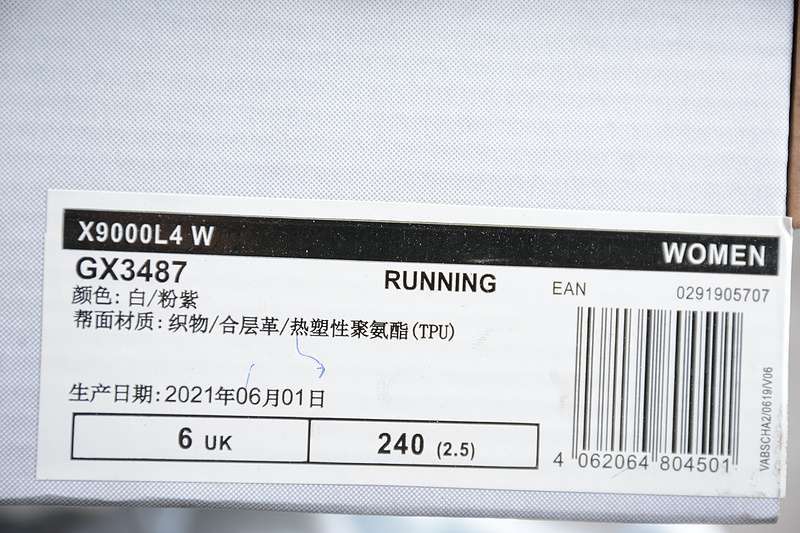 X9000L4 W
WOMEN
GX3487
RUNNING
EAN
0291905707
颜色: 白/粉紫
帮面材质: 织物/合层革/热塑性聚氨酯(TPU)
生产日期: 2021年06月01日
6 UK
240 (2.5)
4 062064 804501
VABSCHA2/0619/V06